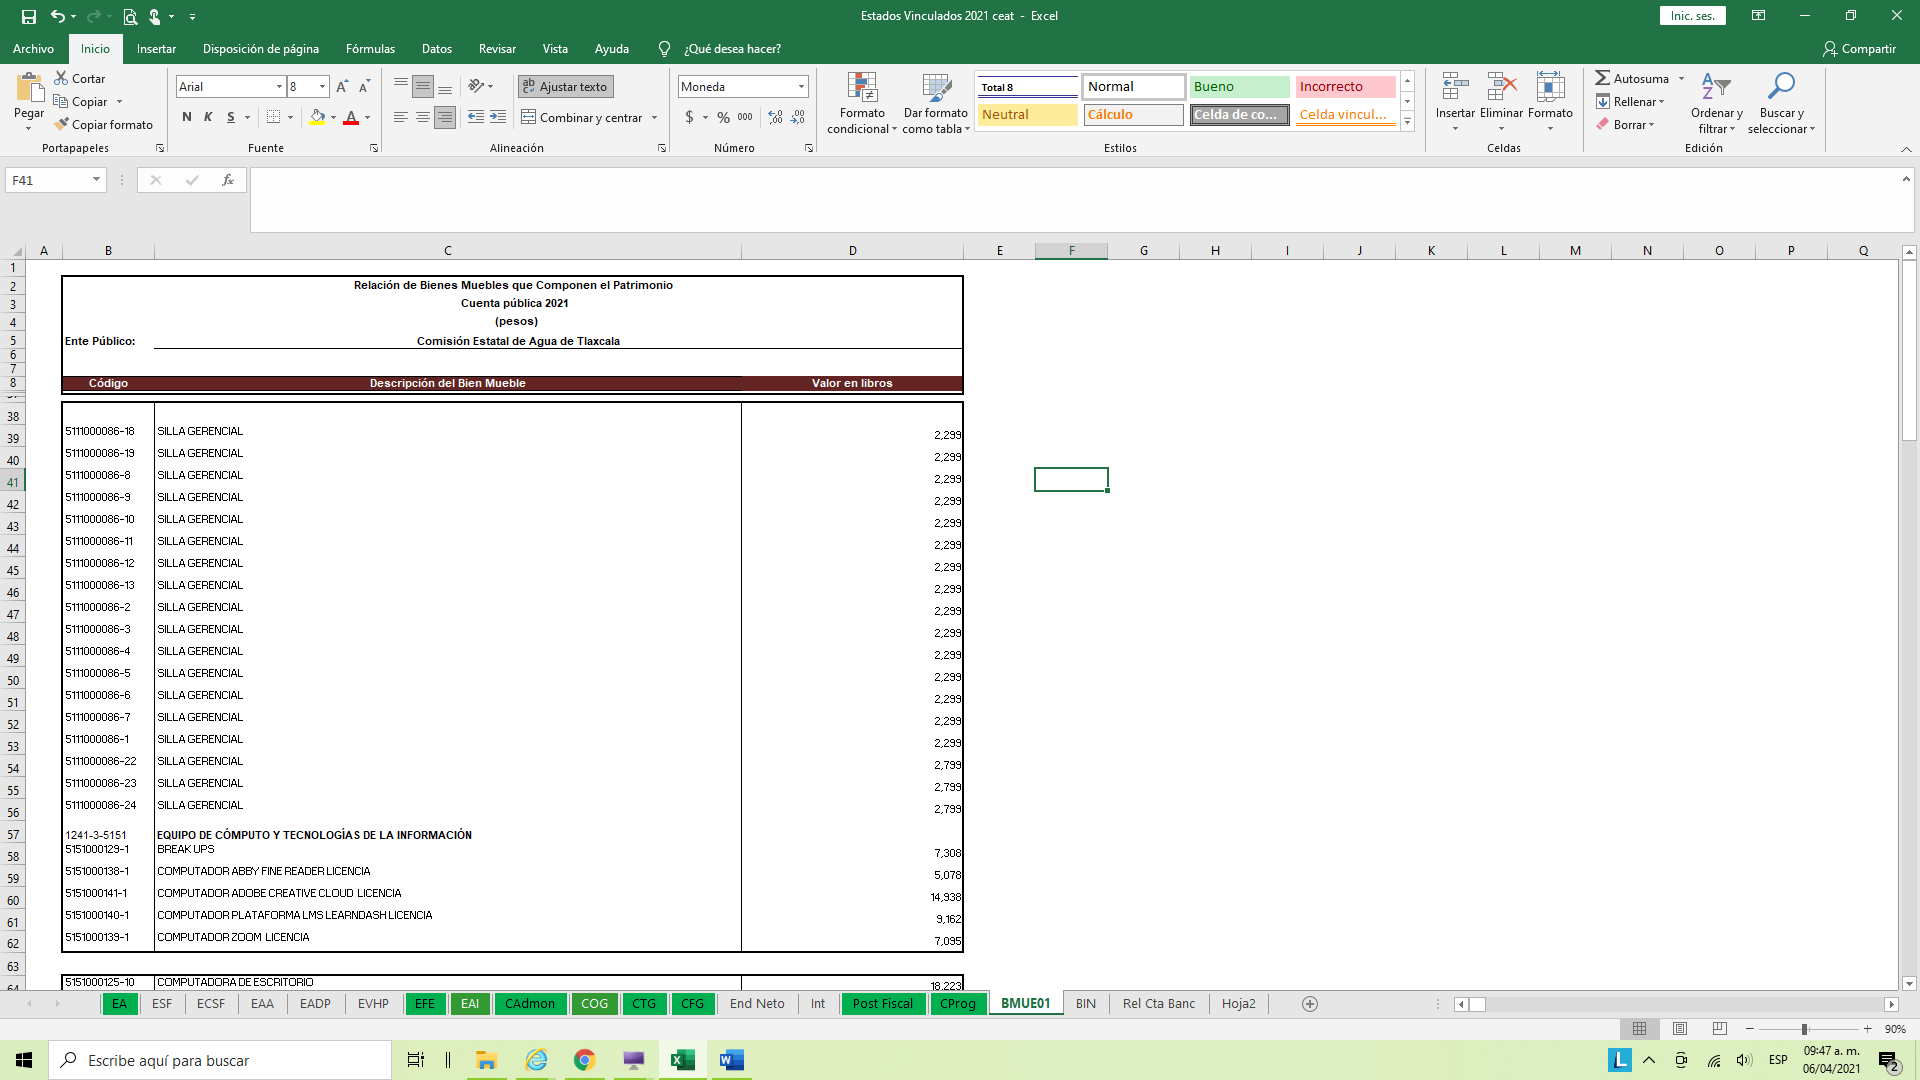 Estados Vinculados 2021 ceat - Excel
Inic. ses.
Archivo Inicio Insertar Disposición de página Fórmulas Datos Revisar Vista Ayuda ¿Qué desea hacer? Compartir
Pegar
Cortar
Copiar
Copiar formato
Portapapeles
Arial 8
N K S
Fuente
Ajustar texto
Combinar y centrar
Alineación
Moneda
$ % 000
Número
Formato condicional
Dar formato como tabla
Total 8 Normal Bueno Incorrecto
Neutral Cálculo Celda de co... Celda vincul...
Estilos
Insertar Eliminar Formato
Celdas
Autosuma
Rellenar
Borrar
Ordenar y filtrar
Buscar y seleccionar
Edición
F41
fx
A B C D E F G H I J K L M N O P Q
1
2 Relación de Bienes Muebles que Componen el Patrimonio
3 Cuenta pública 2021
4 (pesos)
5 Ente Público: Comisión Estatal de Agua de Tlaxcala
6
7
8 Código Descripción del Bien Mueble Valor en libros
38
39 5111000086-18 SILLA GERENCIAL 2,299
40 5111000086-19 SILLA GERENCIAL 2,299
41 5111000086-8 SILLA GERENCIAL 2,299
42 5111000086-9 SILLA GERENCIAL 2,299
43 5111000086-10 SILLA GERENCIAL 2,299
44 5111000086-11 SILLA GERENCIAL 2,299
45 5111000086-12 SILLA GERENCIAL 2,299
46 5111000086-13 SILLA GERENCIAL 2,299
47 5111000086-2 SILLA GERENCIAL 2,299
48 5111000086-3 SILLA GERENCIAL 2,299
49 5111000086-4 SILLA GERENCIAL 2,299
50 5111000086-5 SILLA GERENCIAL 2,299
51 5111000086-6 SILLA GERENCIAL 2,299
52 5111000086-7 SILLA GERENCIAL 2,299
53 5111000086-1 SILLA GERENCIAL 2,299
54 5111000086-22 SILLA GERENCIAL 2,799
55 5111000086-23 SILLA GERENCIAL 2,799
56 5111000086-24 SILLA GERENCIAL 2,799
57 1241-3-5151 EQUIPO DE CÓMPUTO Y TECNOLOGÍAS DE LA INFORMACIÓN
58 5151000129-1 BREAK UPS 7,308
59 5151000138-1 COMPUTADOR ABBY FINE READER LICENCIA 5,078
60 5151000141-1 COMPUTADOR ADOBE CREATIVE CLOUD LICENCIA 14,938
61 5151000140-1 COMPUTADOR PLATAFORMA LMS LEARNDASH LICENCIA 9,162
62 5151000139-1 COMPUTADOR ZOOM LICENCIA 7,095
63
64 5151000125-10 COMPUTADORA DE ESCRITORIO 18,223
EA ESF ECSF EAA EADP EVHP EFE EAI CAdmon COG CTG CFG End Neto Int Post Fiscal CProg BMUE01 BIN Rel Cta Banc Hoja2
90%
Escribe aquí para buscar
L
ESP
09:47 a. m.
06/04/2021
2